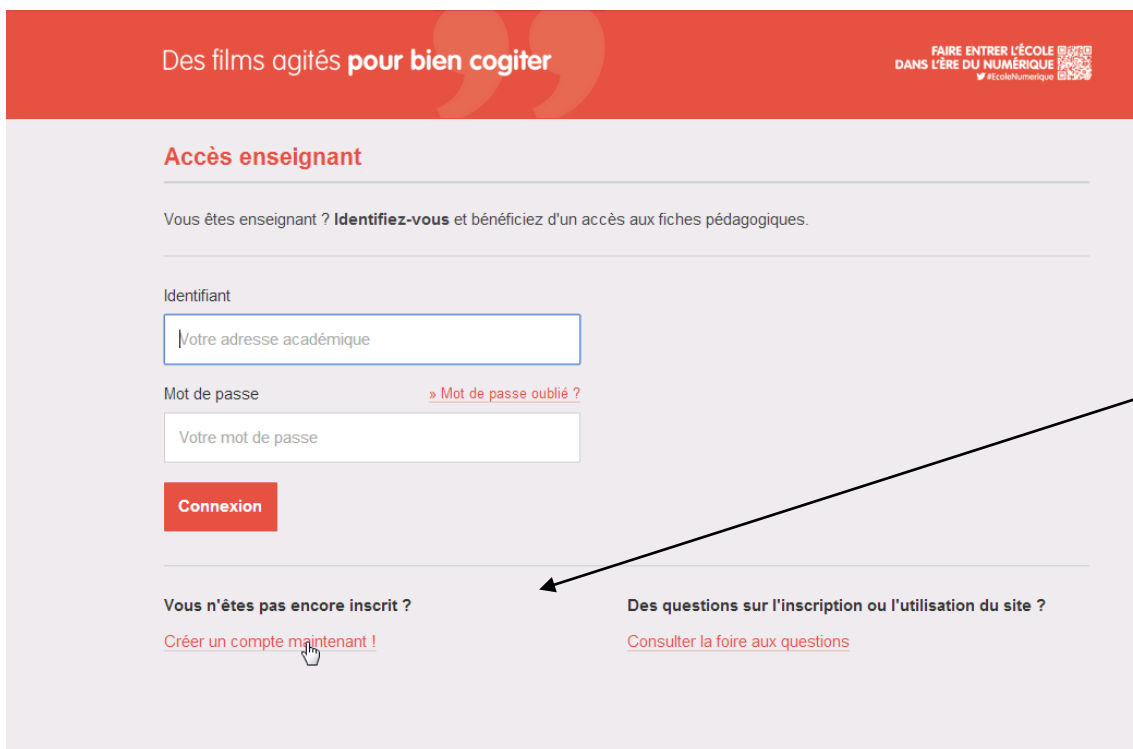 Des films agités pour bien cogiter
FAIRE ENTRER L'ÉCOLE
DANS L'ÈRE DU NUMÉRIQUE
#EcoleNumerique
Accès enseignant
Vous êtes enseignant ? Identifiez-vous et bénéficiez d'un accès aux fiches pédagogiques.
Identifiant
Votre adresse académique
Mot de passe
» Mot de passe oublié ?
Votre mot de passe
Connexion
Vous n'êtes pas encore inscrit ?
Créer un compte maintenant !
Des questions sur l'inscription ou l'utilisation du site ?
Consulter la foire aux questions